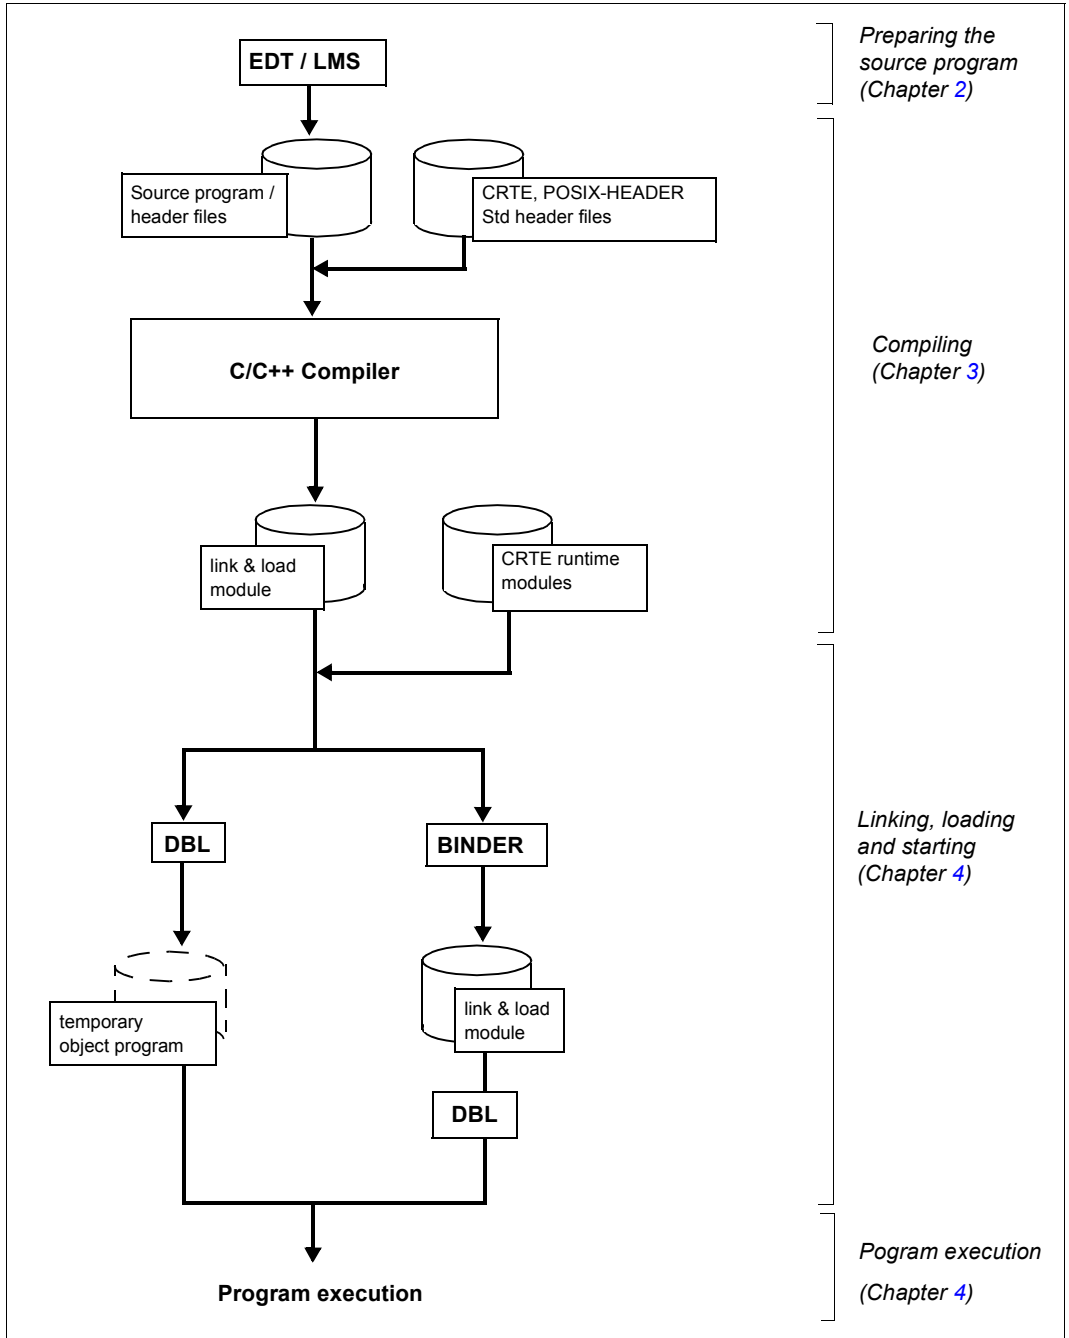 EDT / LMS
Preparing the
source program
(Chapter 2)
Source program /
header files
CRTE, POSIX-HEADER
Std header files
C/C++ Compiler
Compiling
(Chapter 3)
link & load
module
CRTE runtime
modules
DBL
BINDER
Linking, loading
and starting
(Chapter 4)
temporary
object program
link & load
module
DBL
Program execution
Pogram execution
(Chapter 4)